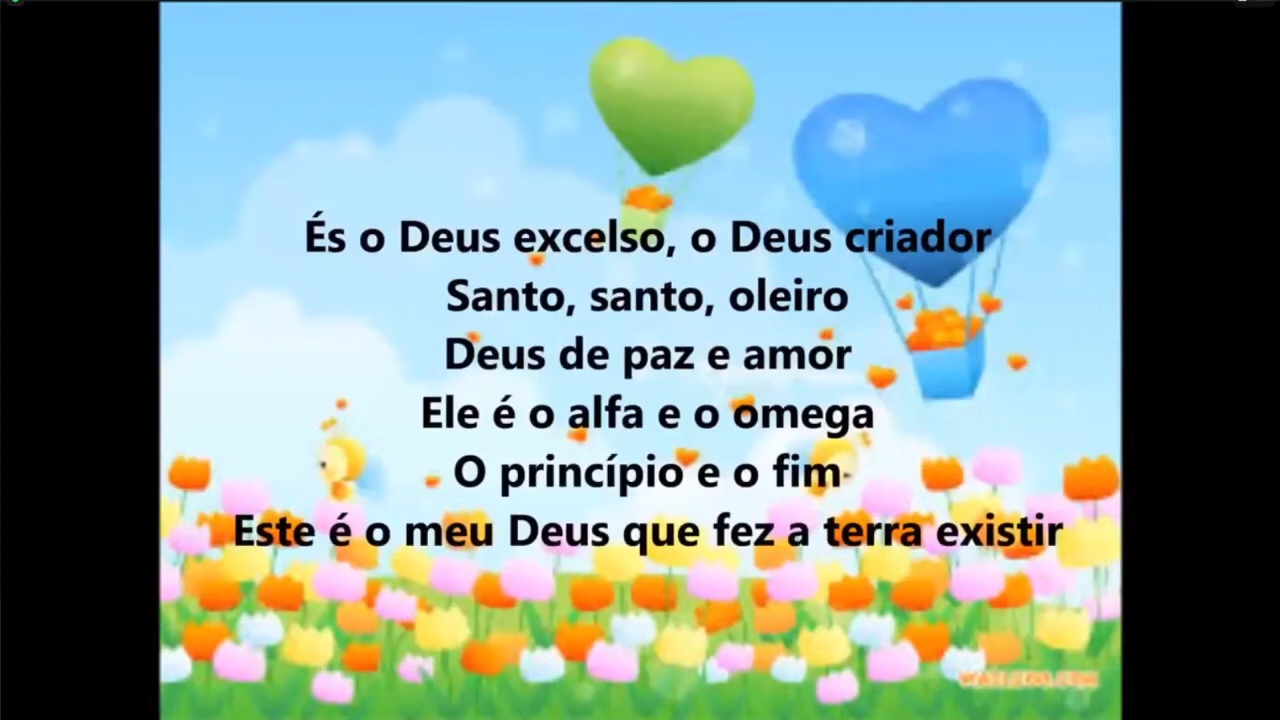 És o Deus excelso, o Deus criador
Santo, santo, oleiro
Deus de paz e amor
Ele é o alfa e o omega
O princípio e o fim
Este é o meu Deus que fez a terra existir